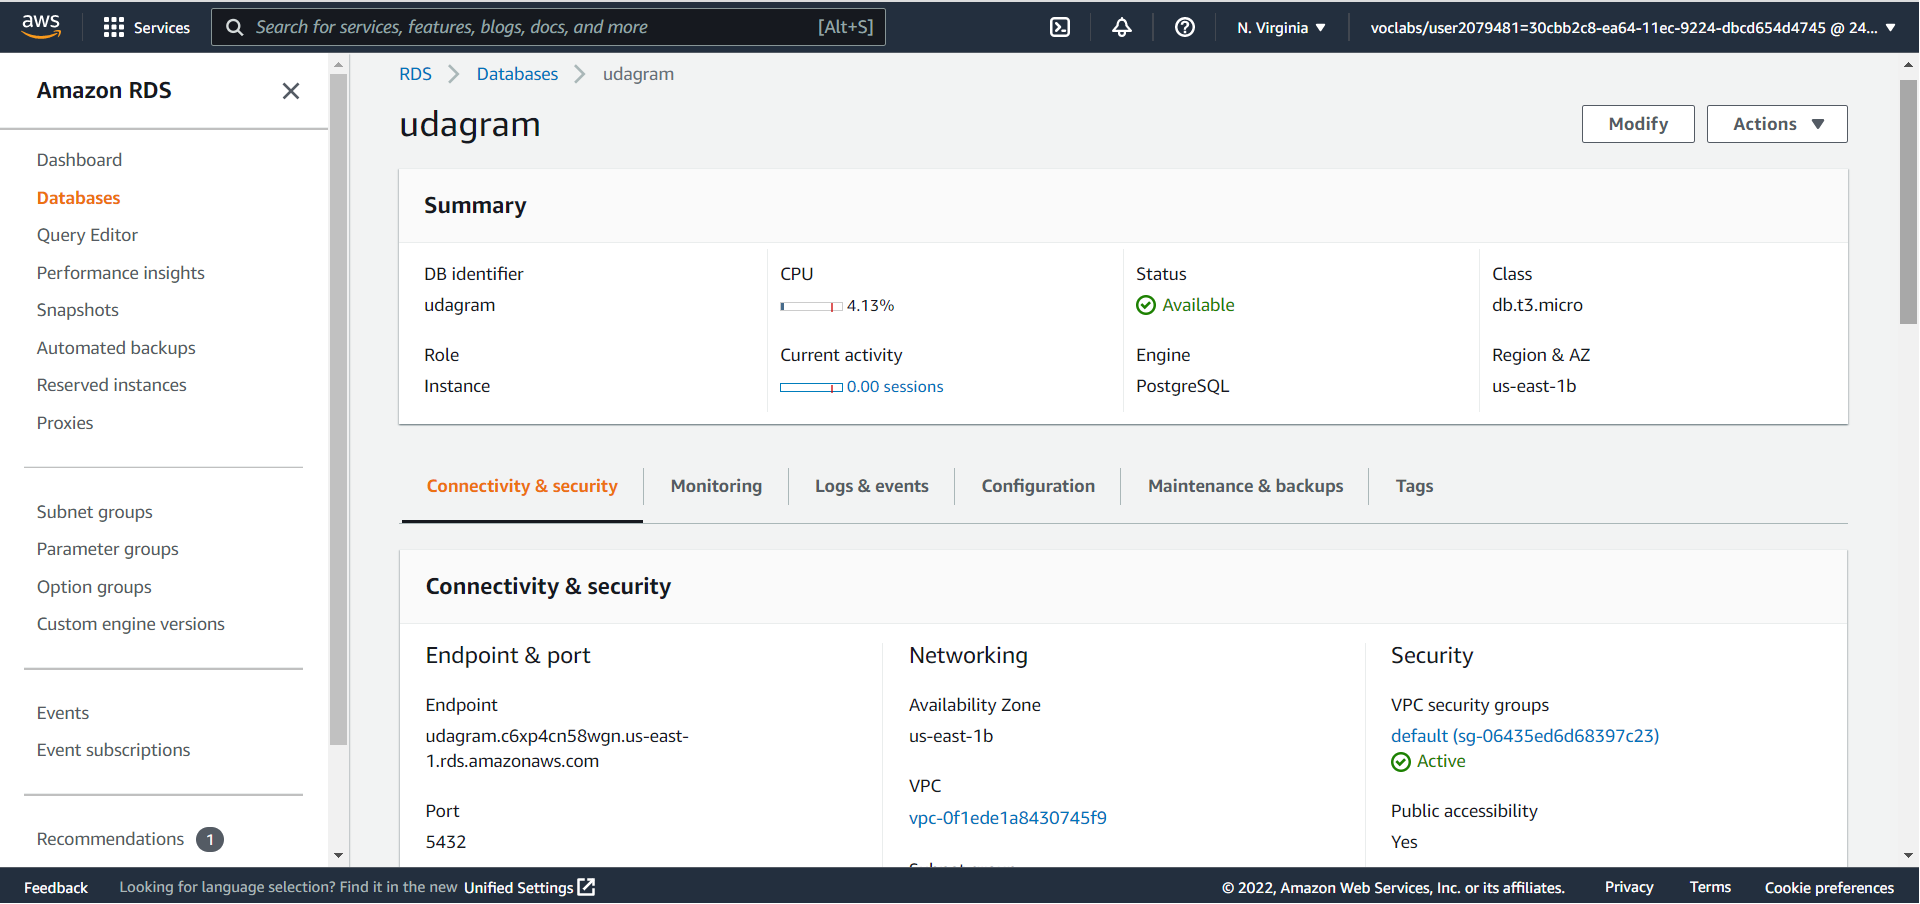 aws
Services
Search for services, features, blogs, docs, and more [Alt+S]
N. Virginia
voclabs/user2079481=30cbb2c8-ea64-11ec-9224-dbcd654d4745 @ 24...
Amazon RDS
Dashboard
Databases
Query Editor
Performance insights
Snapshots
Automated backups
Reserved instances
Proxies
Subnet groups
Parameter groups
Option groups
Custom engine versions
Events
Event subscriptions
Recommendations 1
RDS Databases udagram
udagram
Modify
Actions
Summary
DB identifier
udagram
CPU
4.13%
Status
Available
Class
db.t3.micro
Role
Instance
Current activity
0.00 sessions
Engine
PostgreSQL
Region & AZ
us-east-1b
Connectivity & security
Monitoring
Logs & events
Configuration
Maintenance & backups
Tags
Connectivity & security
Endpoint & port
Endpoint
udagram.c6xp4cn58wgn.us-east-
1.rds.amazonaws.com
Port
5432
Networking
Availability Zone
us-east-1b
VPC
vpc-0f1ede1a8430745f9
Security
VPC security groups
default (sg-06435ed6d68397c23)
Active
Public accessibility
Yes
Feedback
Looking for language selection? Find it in the new Unified Settings
© 2022, Amazon Web Services, Inc. or its affiliates.
Privacy
Terms
Cookie preferences